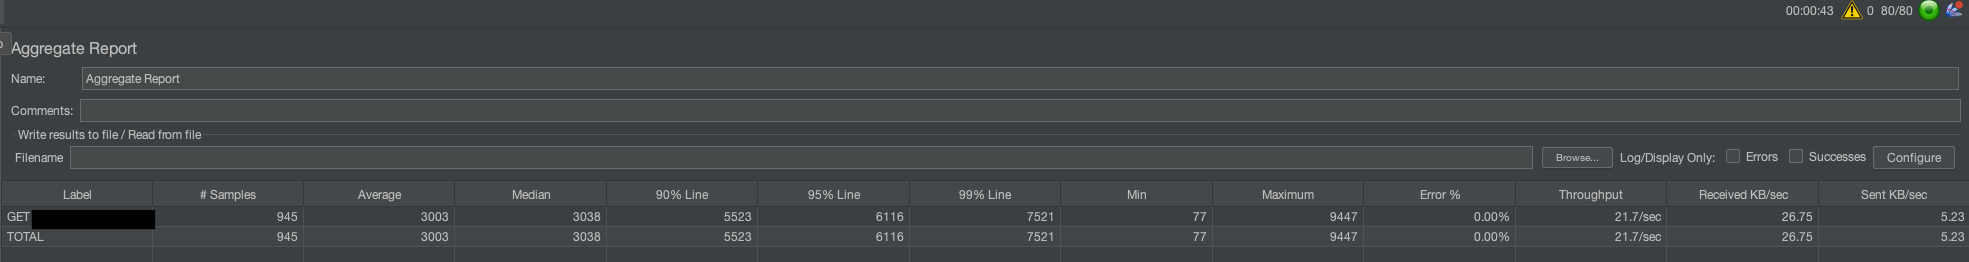 00:00:43 0 80/80
Aggregate Report
Name: Aggregate Report
Comments:
Write results to file / Read from file
Filename Browse... Log/Display Only: Errors Successes Configure
Label # Samples Average Median 90% Line 95% Line 99% Line Min Maximum Error % Throughput Received KB/sec Sent KB/sec
GET 945 3003 3038 5523 6116 7521 77 9447 0.00% 21.7/sec 26.75 5.23
TOTAL 945 3003 3038 5523 6116 7521 77 9447 0.00% 21.7/sec 26.75 5.23